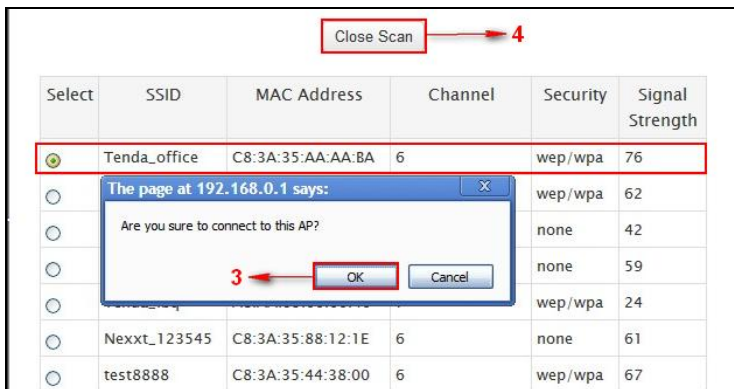 Close Scan 4
Select SSID MAC Address Channel Security Signal Strength
Tenda_office C8:3A:35:AA:AA:BA 6 wep/wpa 76
The page at 192.168.0.1 says:
wep/wpa 62
Are you sure to connect to this AP?
none 42
3 OK Cancel
none 59
wep/wpa 24
Nexxt_123545 C8:3A:35:88:12:1E 6 none 61
test8888 C8:3A:35:44:38:00 6 wep/wpa 67